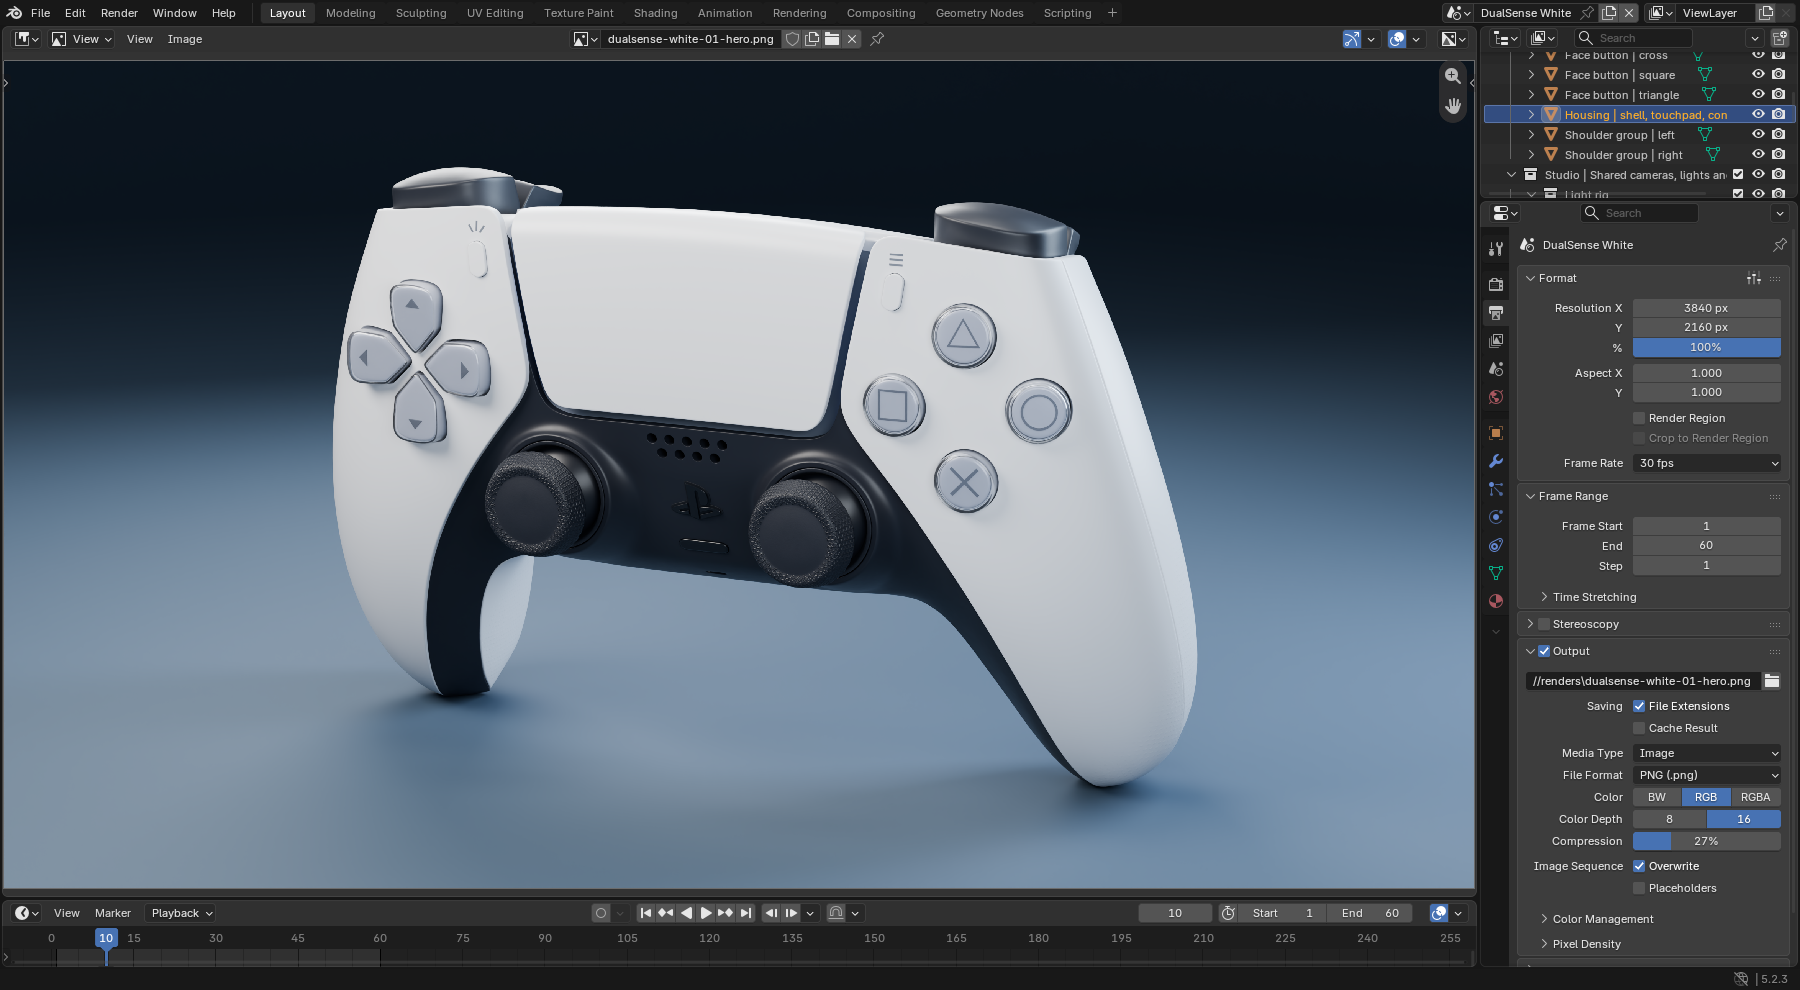 File Edit Render Window Help Layout Modeling Sculpting UV Editing Texture Paint Shading Animation Rendering Compositing Geometry Nodes Scripting DualSense White ViewLayer
View View Image dualsense-white-01-hero.png Search
Face button | cross
Face button | square
Face button | triangle
Housing | shell, touchpad, con
Shoulder group | left
Shoulder group | right
Studio | Shared cameras, lights an
Light rig
Search
DualSense White
Format
Resolution X 3840 px
Y 2160 px
% 100%
Aspect X 1.000
Y 1.000
Render Region
Crop to Render Region
Frame Rate 30 fps
Frame Range
Frame Start 1
End 60
Step 1
Time Stretching
Stereoscopy
Output
//renders\dualsense-white-01-hero.png
Saving File Extensions
Cache Result
Media Type Image
File Format PNG (.png)
Color BW RGB RGBA
Color Depth 8 16
Compression 27%
Image Sequence Overwrite
Placeholders
Color Management
Pixel Density
View Marker Playback 10 Start 1 End 60
0 10 15 30 45 60 75 90 105 120 135 150 165 180 195 210 225 240 255
5.2.3